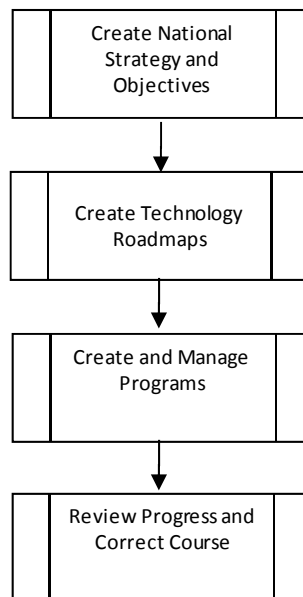 Create National
Strategy and
Objectives
Create Technology
Roadmaps
Create and Manage
Programs
Review Progress and
Correct Course